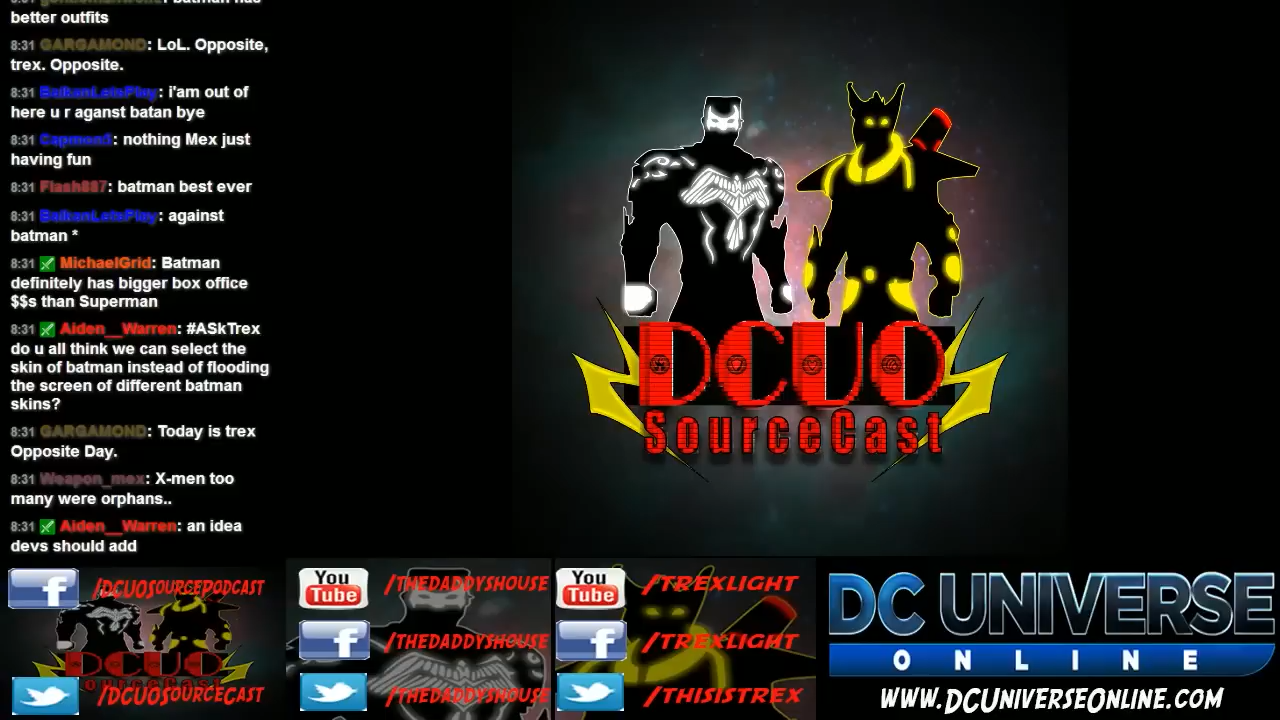 better outfits
8:31 GARGAMOND: LoL. Opposite,
trex. Opposite.
8:31 BalkanLetsPlay: i'am out of
here u r aganst batan bye
8:31 : nothing Mex just
having fun
8:31 Flash887: batman best ever
8:31 BalkanLetsPlay: against
batman *
8:31 MichaelGrid: Batman
definitely has bigger box office
$$s than Superman
8:31 Aiden__Warren: #ASkTrex
do u all think we can select the
skin of batman instead of flooding
the screen of different batman
skins?
8:31 GARGAMOND: Today is trex
Opposite Day.
8:31 Weapon_mex: X-men too
many were orphans..
8:31 Aiden__Warren: an idea
devs should add
DCUO
SourceCast
f /DCUOSOURCEPODCAST
DCUO
SourceCast
/DCUOSOURCECAST
You Tube /THEDADDYSHOUSE
f /THEDADDYSHOUSE
/THEDADDYSHOUSE
You Tube /TREXLIGHT
f /TREXLIGHT
/THISISTREX
DC UNIVERSE
ONLINE
WWW.DCUNIVERSEONLINE.COM